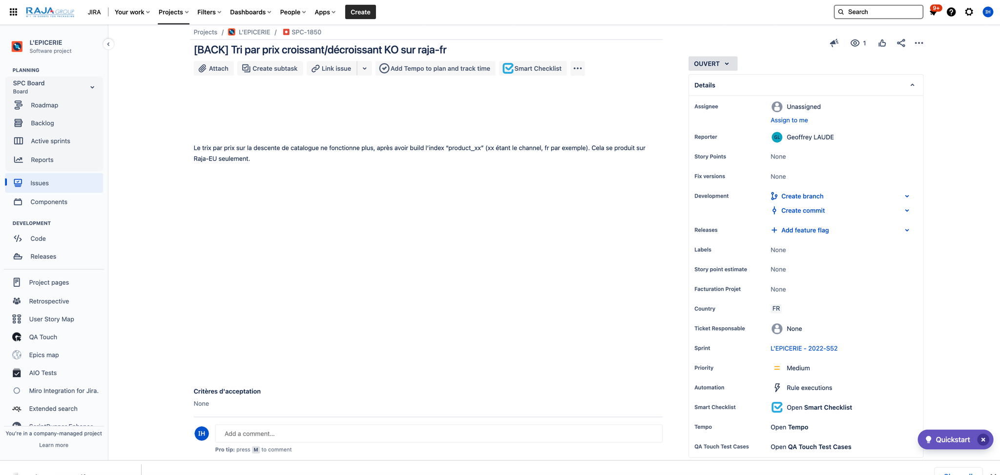 RAJA GROUP
N°1 IN EUROPE FOR PACKAGING
JIRA
Your work
Projects
Filters
Dashboards
People
Apps
Create
Search
9+
IH
L'EPICERIE
Software project
PLANNING
SPC Board
Board
Roadmap
Backlog
Active sprints
Reports
Issues
Components
DEVELOPMENT
Code
Releases
Project pages
Retrospective
User Story Map
QA Touch
Epics map
AIO Tests
Miro Integration for Jira.
JQL Extended search
You're in a company-managed project
Learn more
Projects / L'EPICERIE / SPC-1850
[BACK] Tri par prix croissant/décroissant KO sur raja-fr
Attach
Create subtask
Link issue
Add Tempo to plan and track time
Smart Checklist
Le trix par prix sur la descente de catalogue ne fonctionne plus, après avoir build l’index “product_xx” (xx étant le channel, fr par exemple). Cela se produit sur
Raja-EU seulement.
Critères d'acceptation
None
IH
Add a comment...
Pro tip: press M to comment
1
OUVERT
Details
Assignee
Unassigned
Assign to me
Reporter
GL Geoffrey LAUDE
Story Points
None
Fix versions
None
Development
Create branch
Create commit
Releases
Add feature flag
Labels
None
Story point estimate
None
Facturation Projet
None
Country
FR
Ticket Responsable
None
Sprint
L'EPICERIE - 2022-S52
Priority
Medium
Automation
Rule executions
Smart Checklist
Open Smart Checklist
Tempo
Open Tempo
QA Touch Test Cases
Open QA Touch Test Cases
Quickstart